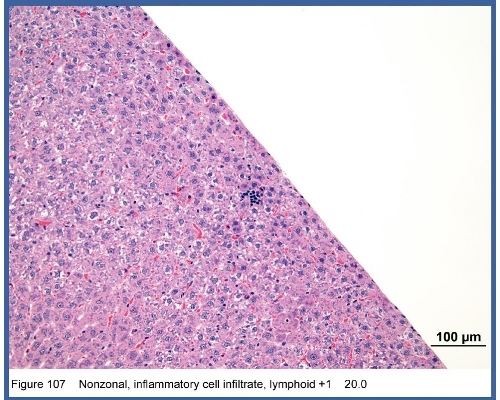 100 µm
Figure 107    Nonzonal, inflammatory cell infiltrate, lymphoid +1    20.0